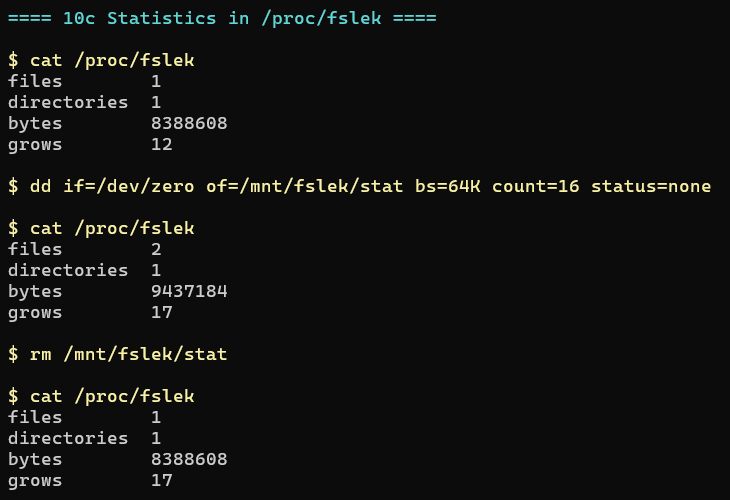 ==== 10c Statistics in /proc/fslek ====
$ cat /proc/fslek
files 1
directories 1
bytes 8388608
grows 12
$ dd if=/dev/zero of=/mnt/fslek/stat bs=64K count=16 status=none
$ cat /proc/fslek
files 2
directories 1
bytes 9437184
grows 17
$ rm /mnt/fslek/stat
$ cat /proc/fslek
files 1
directories 1
bytes 8388608
grows 17